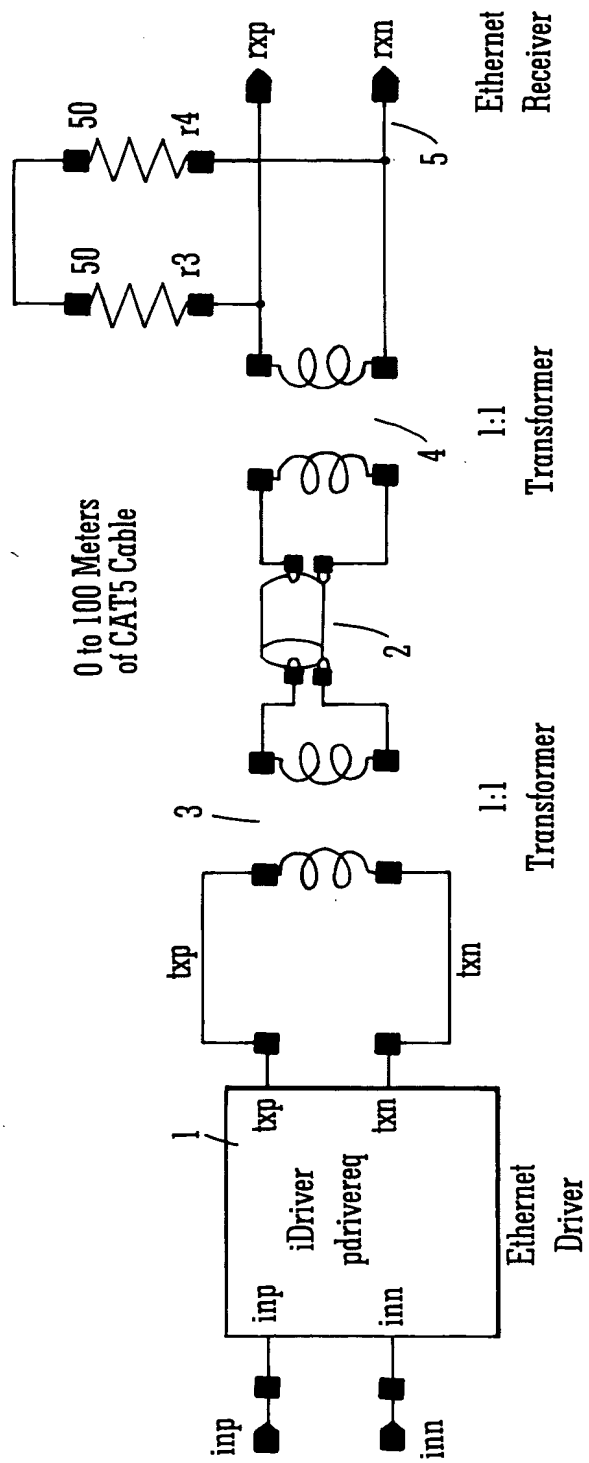 inp
inn
inp
inn
iDriver
pdrivereq
1
txp
txn
Ethernet
Driver
txp
txn
3
1:1
Transformer
0 to 100 Meters
of CAT5 Cable
2
4
1:1
Transformer
50
r3
50
r4
rxp
rxn
5
Ethernet
Receiver